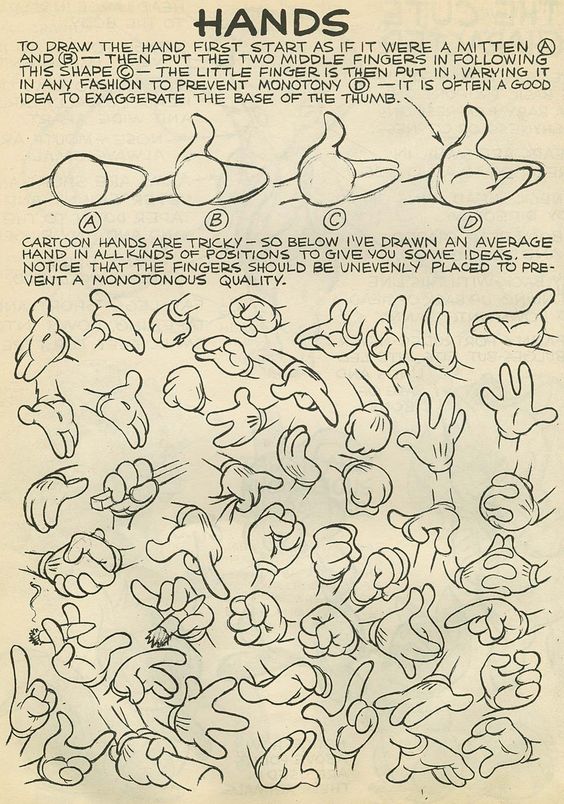 HANDS
TO DRAW THE HAND FIRST START AS IF IT WERE A MITTEN Ⓐ
AND Ⓑ — THEN PUT THE TWO MIDDLE FINGERS IN FOLLOWING
THIS SHAPE Ⓒ — THE LITTLE FINGER IS THEN PUT IN, VARYING IT
IN ANY FASHION TO PREVENT MONOTONY Ⓓ — IT IS OFTEN A GOOD
IDEA TO EXAGGERATE THE BASE OF THE THUMB.
Ⓐ Ⓑ Ⓒ Ⓓ
CARTOON HANDS ARE TRICKY — SO BELOW I'VE DRAWN AN AVERAGE
HAND IN ALL KINDS OF POSITIONS TO GIVE YOU SOME IDEAS. —
NOTICE THAT THE FINGERS SHOULD BE UNEVENLY PLACED TO PRE-
VENT A MONOTONOUS QUALITY.